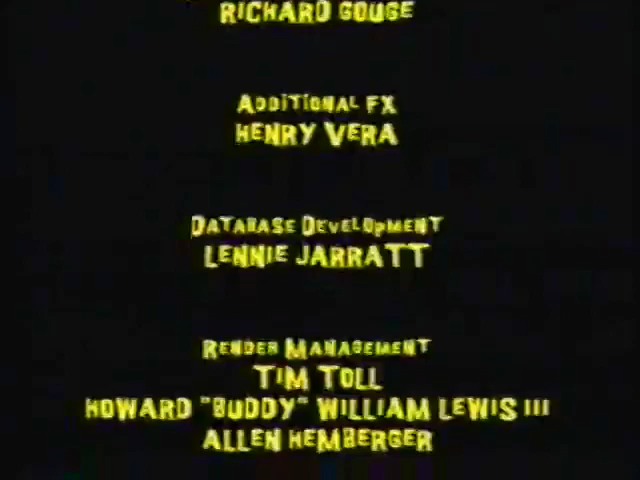 RICHARD GOUGE
ADDITIONAL FX
HENRY VERA
DATABASE DEVELOPMENT
LENNIE JARRATT
RENDER MANAGEMENT
TIM TOLL
HOWARD "BUDDY" WILLIAM LEWIS III
ALLEN HEMBERGER